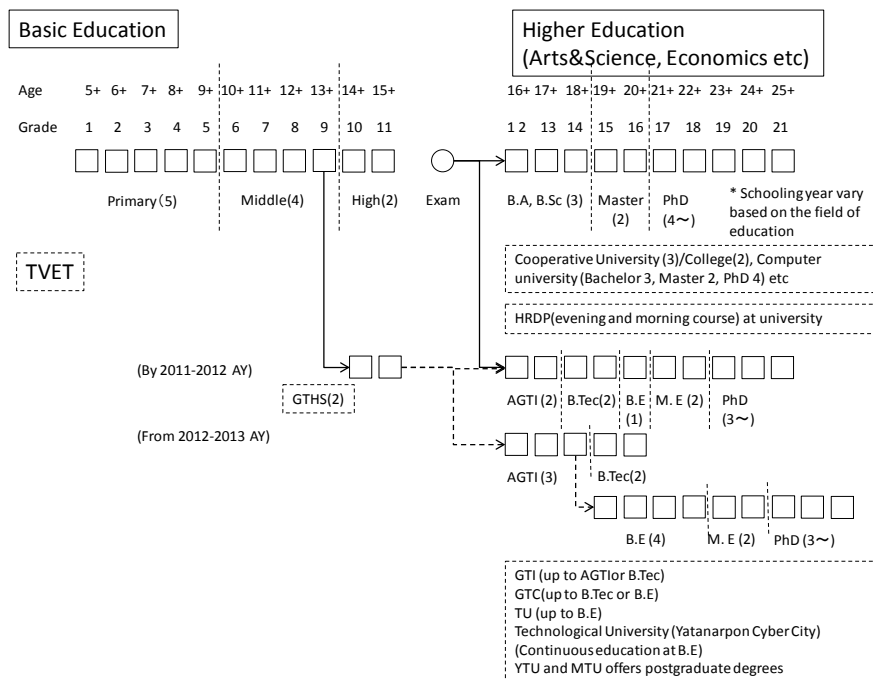 Basic Education
Higher Education
(Arts&Science, Economics etc)
Age 5+ 6+ 7+ 8+ 9+ 10+ 11+ 12+ 13+ 14+ 15+ 16+ 17+ 18+ 19+ 20+ 21+ 22+ 23+ 24+ 25+
Grade 1 2 3 4 5 6 7 8 9 10 11 1 2 13 14 15 16 17 18 19 20 21
Primary(5) Middle(4) High(2) Exam B.A, B.Sc (3) Master
(2) PhD
(4～)
* Schooling year vary
based on the field of
education
TVET
Cooperative University (3)/College(2), Computer
university (Bachelor 3, Master 2, PhD 4) etc
HRDP(evening and morning course) at university
(By 2011-2012 AY)
GTHS(2)
AGTI (2) B.Tec(2) B.E
(1) M. E (2) PhD
(3～)
(From 2012-2013 AY)
AGTI (3) B.Tec(2)
B.E (4) M. E (2) PhD (3～)
GTI (up to AGTIor B.Tec)
GTC(up to B.Tec or B.E)
TU (up to B.E)
Technological University (Yatanarpon Cyber City)
(Continuous education at B.E)
YTU and MTU offers postgraduate degrees